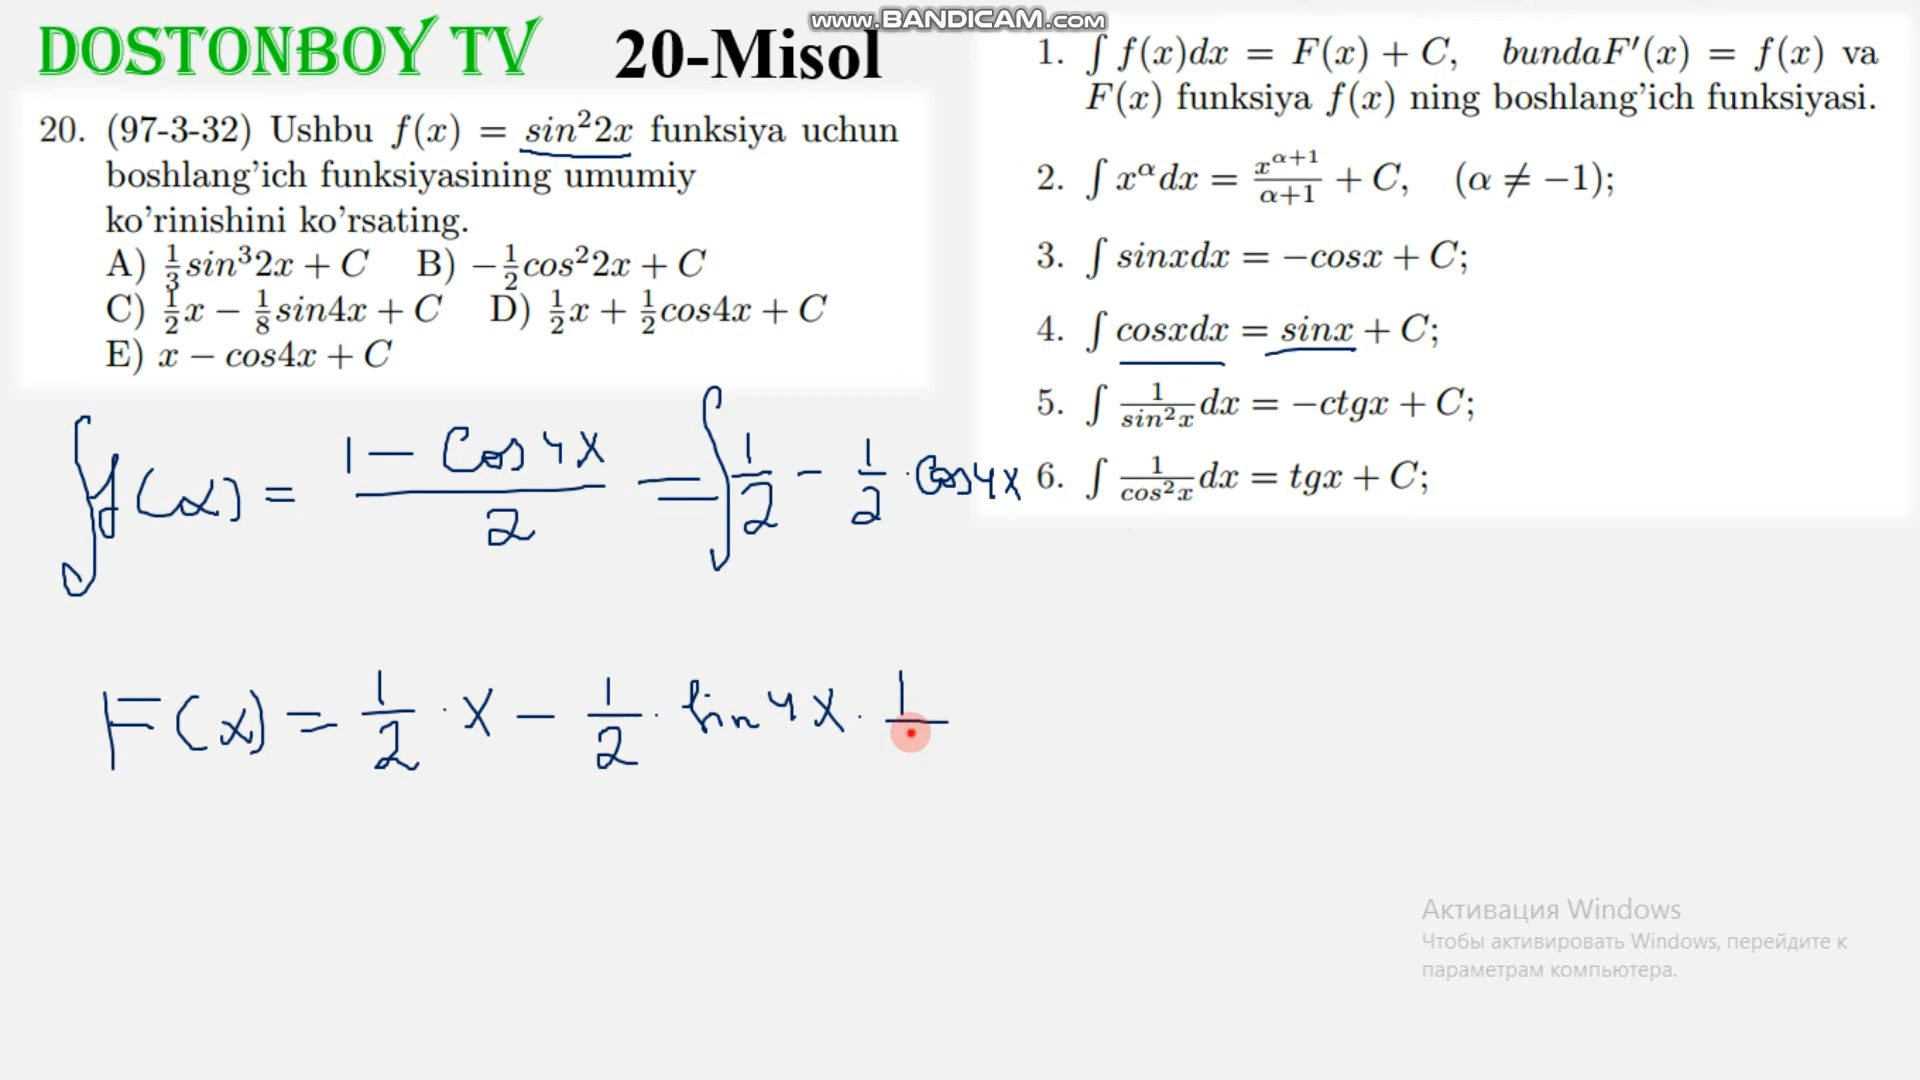 www.BANDICAM.com
DOSTONBOY TV
20-Misol
20. (97-3-32) Ushbu f(x) = sin²2x funksiya uchun
boshlang'ich funksiyasining umumiy
ko'rinishini ko'rsating.
A) 1/3 sin³2x + C B) −1/2 cos²2x + C
C) 1/2 x − 1/8 sin4x + C D) 1/2 x + 1/2 cos4x + C
E) x − cos4x + C
1. ∫ f(x)dx = F(x) + C, bundaF′(x) = f(x) va
F(x) funksiya f(x) ning boshlang'ich funksiyasi.
2. ∫ x^α dx = x^(α+1)/(α+1) + C, (α ≠ −1);
3. ∫ sinxdx = −cosx + C;
4. ∫ cosxdx = sinx + C;
5. ∫ 1/sin²x dx = −ctgx + C;
6. ∫ 1/cos²x dx = tgx + C;
∫ f(x) = (1 − Cos4x)/2 = ∫ 1/2 − 1/2 · Cos4x
F(x) = 1/2 · x − 1/2 · sin4x · 1/
Активация Windows
Чтобы активировать Windows, перейдите к
параметрам компьютера.